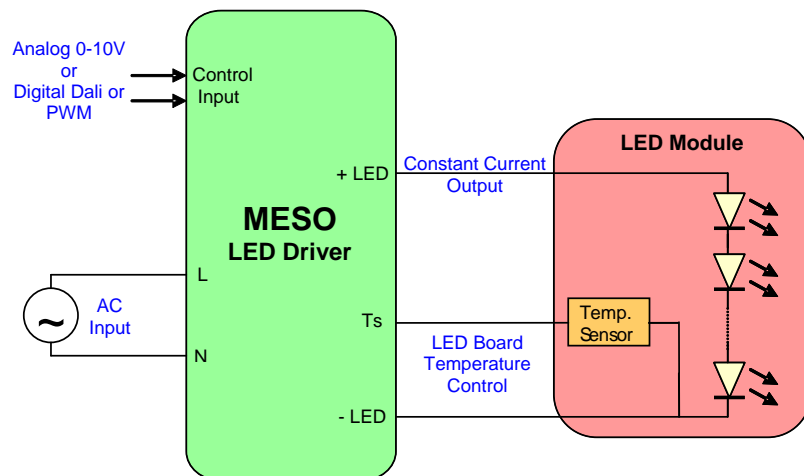 Analog 0-10V
or
Digital Dali or
PWM
Control
Input
LED Module
+ LED
Constant Current
Output
MESO
LED Driver
L
AC
Input
~
N
Ts
Temp.
Sensor
LED Board
Temperature
Control
- LED